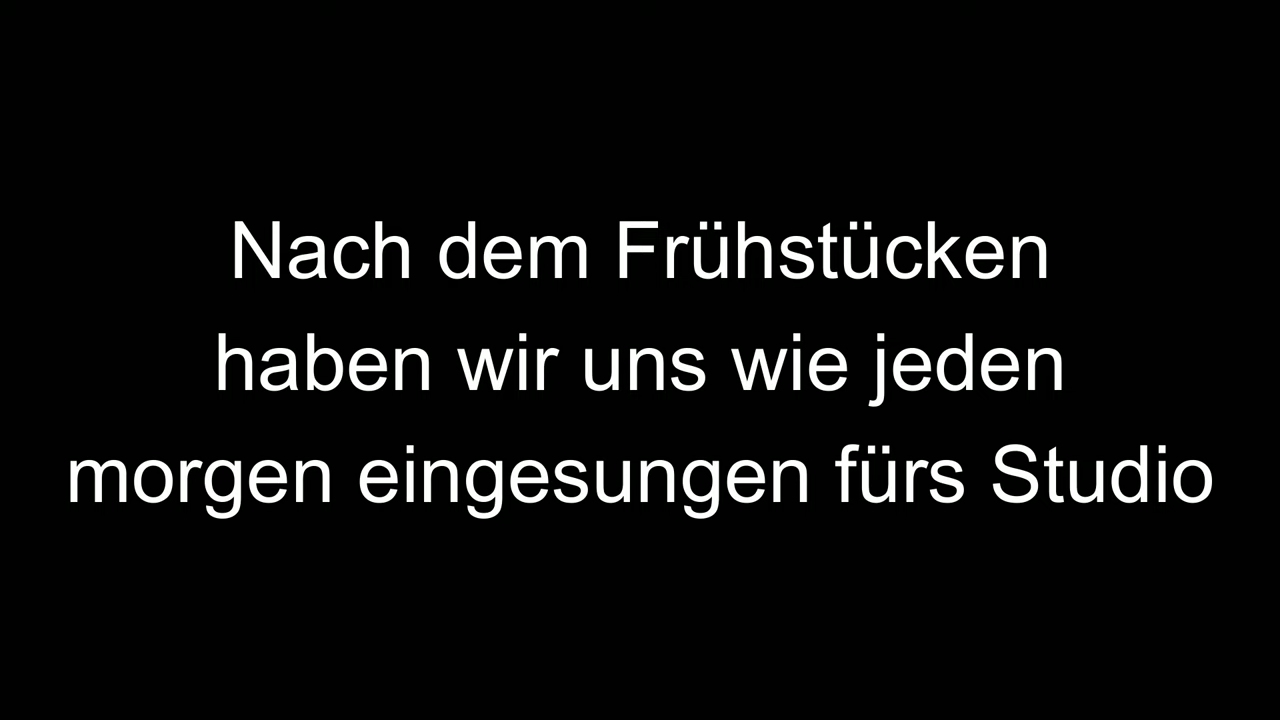 Nach dem Frühstücken
haben wir uns wie jeden
morgen eingesungen fürs Studio